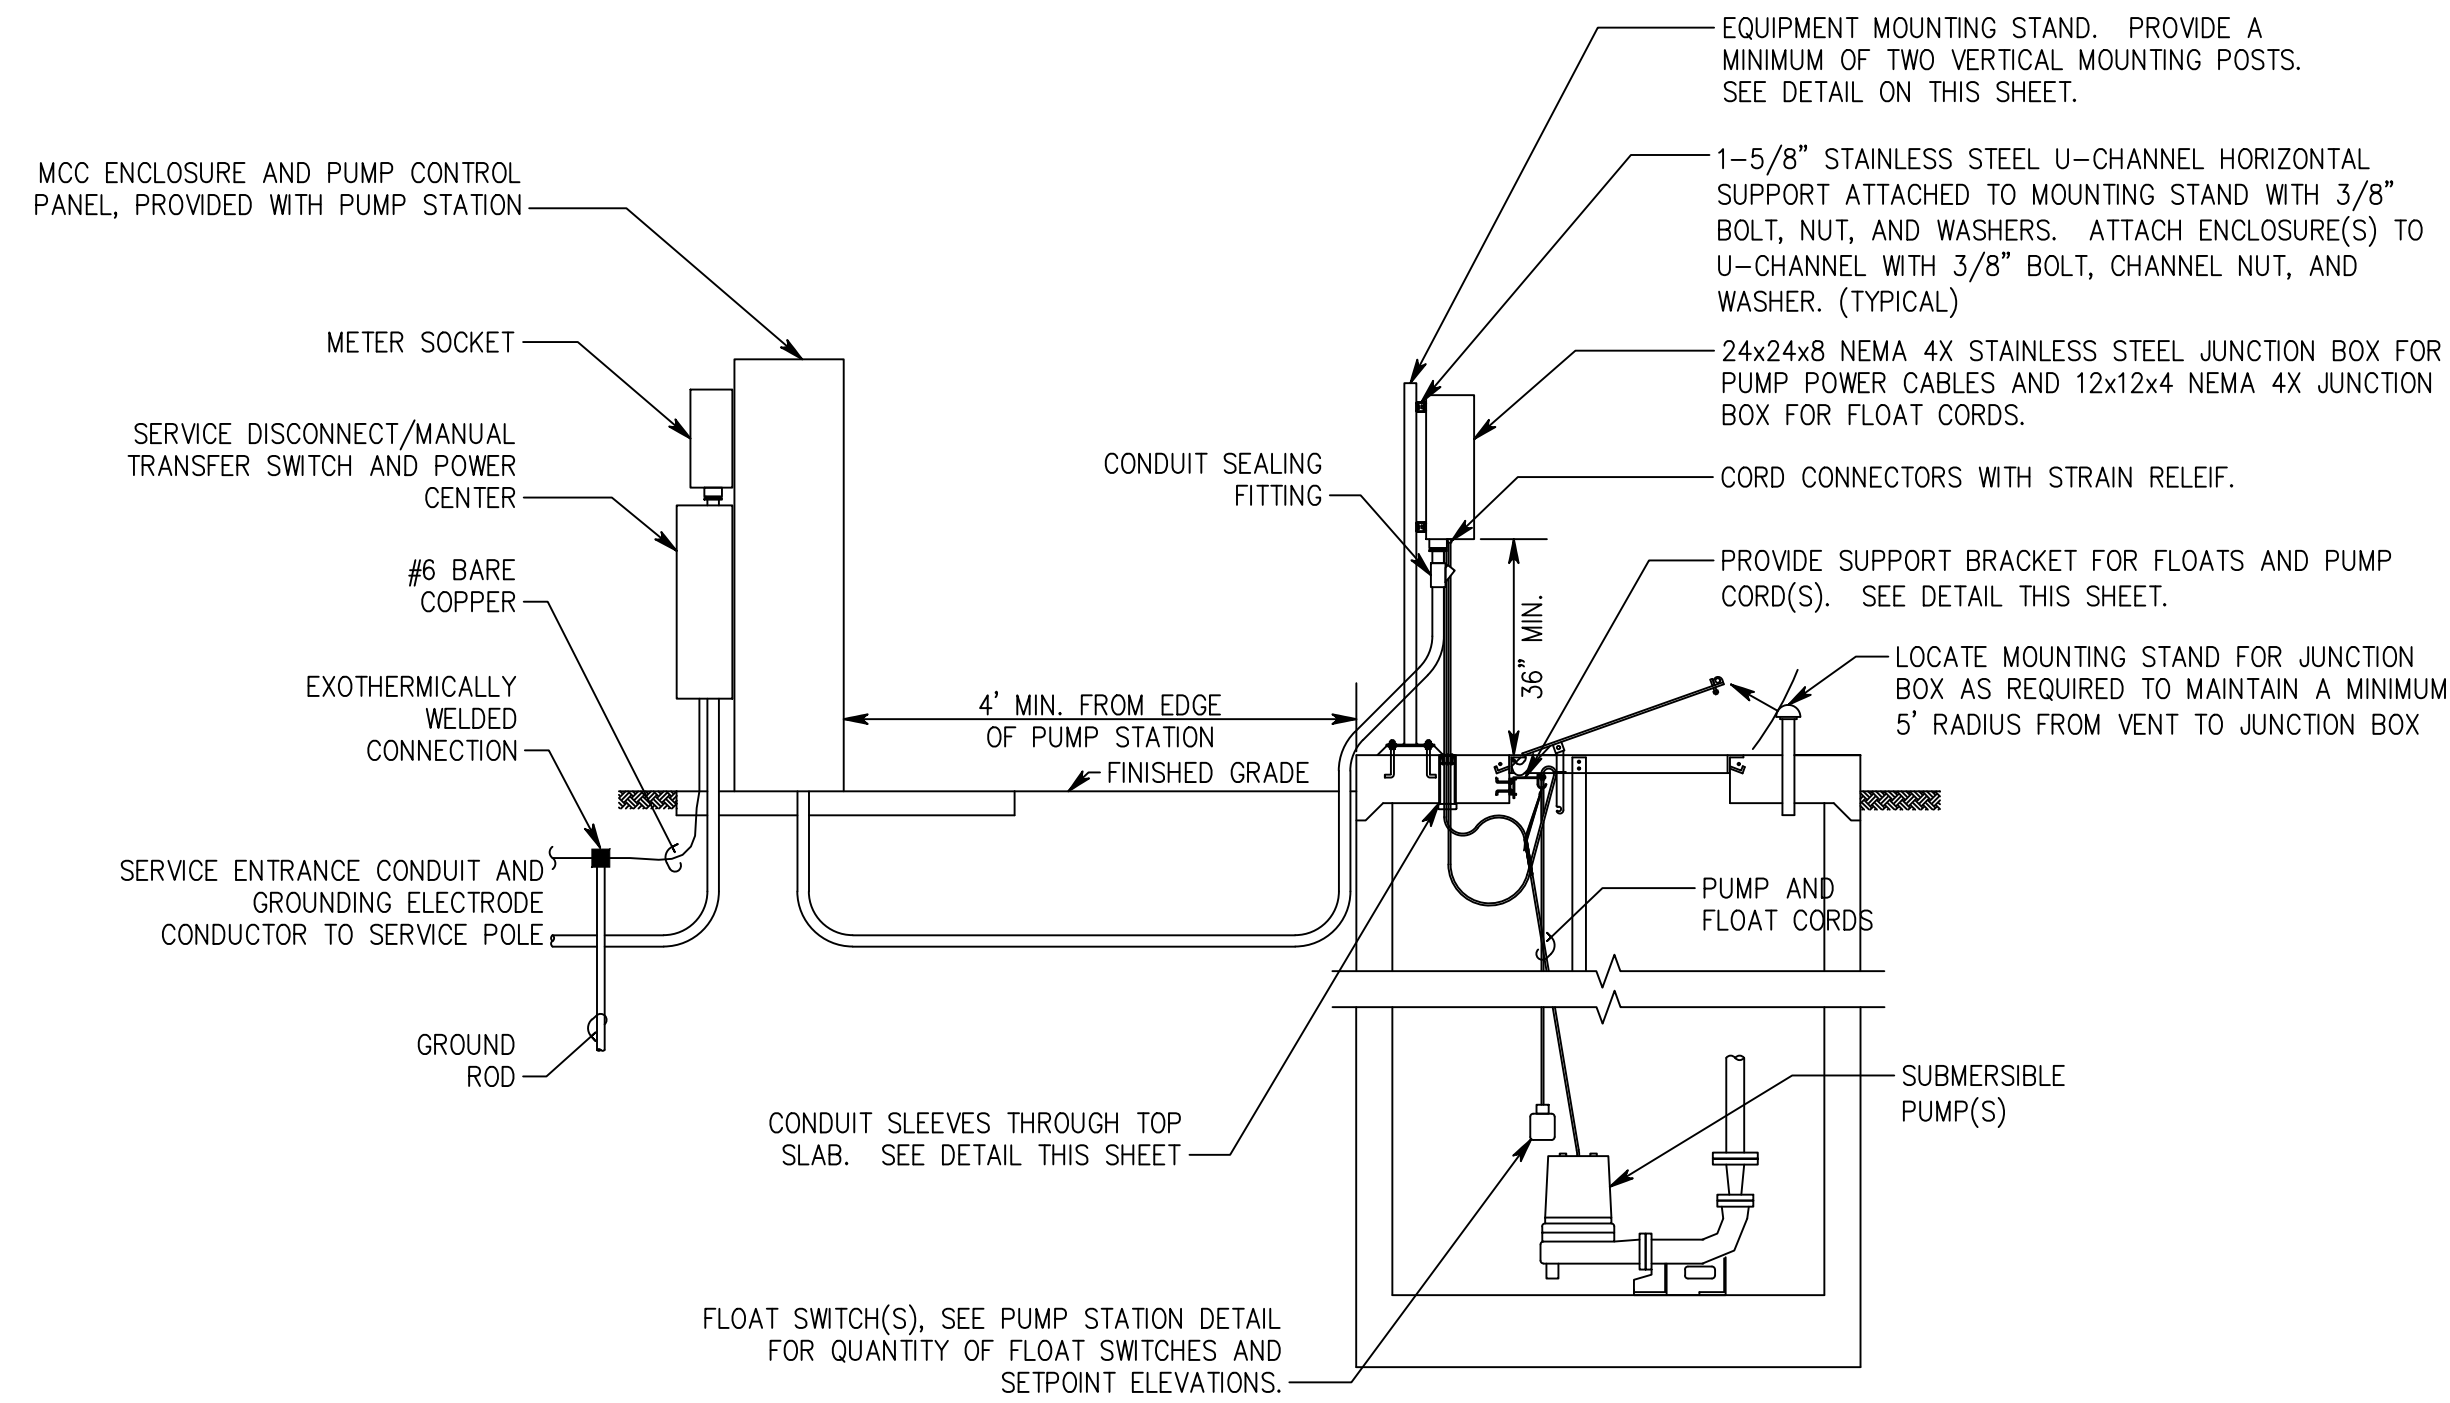 EQUIPMENT MOUNTING STAND. PROVIDE A
MINIMUM OF TWO VERTICAL MOUNTING POSTS.
SEE DETAIL ON THIS SHEET.
1-5/8" STAINLESS STEEL U-CHANNEL HORIZONTAL
SUPPORT ATTACHED TO MOUNTING STAND WITH 3/8"
BOLT, NUT, AND WASHERS. ATTACH ENCLOSURE(S) TO
U-CHANNEL WITH 3/8" BOLT, CHANNEL NUT, AND
WASHER. (TYPICAL)
MCC ENCLOSURE AND PUMP CONTROL
PANEL, PROVIDED WITH PUMP STATION
METER SOCKET
24x24x8 NEMA 4X STAINLESS STEEL JUNCTION BOX FOR
PUMP POWER CABLES AND 12x12x4 NEMA 4X JUNCTION
BOX FOR FLOAT CORDS.
SERVICE DISCONNECT/MANUAL
TRANSFER SWITCH AND POWER
CENTER
CONDUIT SEALING
FITTING
CORD CONNECTORS WITH STRAIN RELEIF.
#6 BARE
COPPER
PROVIDE SUPPORT BRACKET FOR FLOATS AND PUMP
CORD(S). SEE DETAIL THIS SHEET.
36" MIN.
EXOTHERMICALLY
WELDED
CONNECTION
4' MIN. FROM EDGE
OF PUMP STATION
LOCATE MOUNTING STAND FOR JUNCTION
BOX AS REQUIRED TO MAINTAIN A MINIMUM
5' RADIUS FROM VENT TO JUNCTION BOX
FINISHED GRADE
SERVICE ENTRANCE CONDUIT AND
GROUNDING ELECTRODE
CONDUCTOR TO SERVICE POLE
PUMP AND
FLOAT CORDS
GROUND
ROD
SUBMERSIBLE
PUMP(S)
CONDUIT SLEEVES THROUGH TOP
SLAB. SEE DETAIL THIS SHEET
FLOAT SWITCH(S), SEE PUMP STATION DETAIL
FOR QUANTITY OF FLOAT SWITCHES AND
SETPOINT ELEVATIONS.